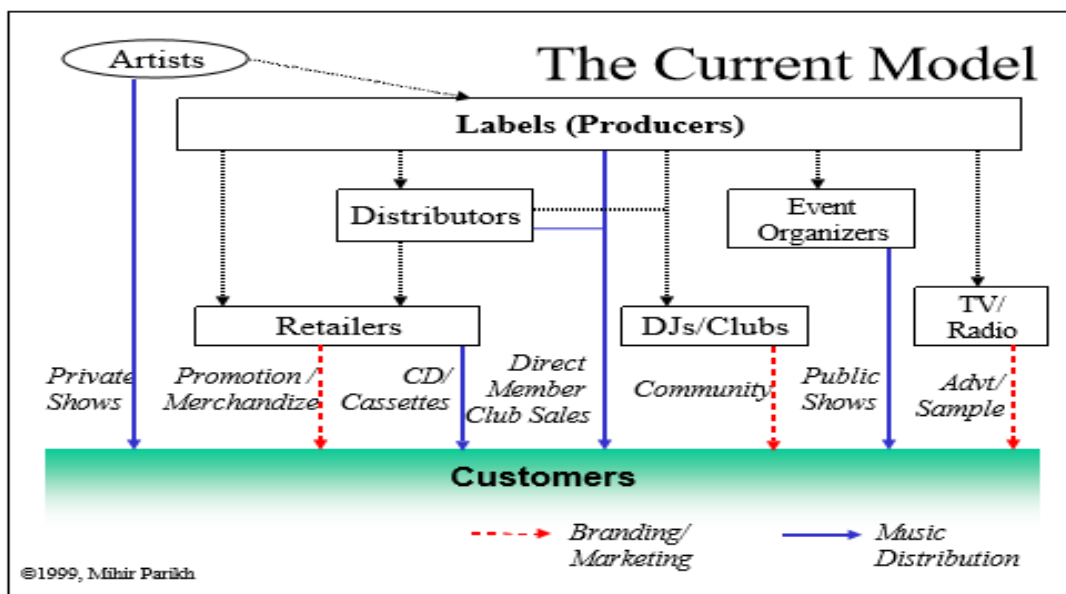 Artists
The Current Model
Labels (Producers)
Distributors
Event
Organizers
Retailers
DJs/Clubs
TV/
Radio
Private
Shows
Promotion /
Merchandize
CD/
Cassettes
Direct
Member
Club Sales
Community
Public
Shows
Advt/
Sample
Customers
Branding/
Marketing
Music
Distribution
©1999, Mihir Parikh